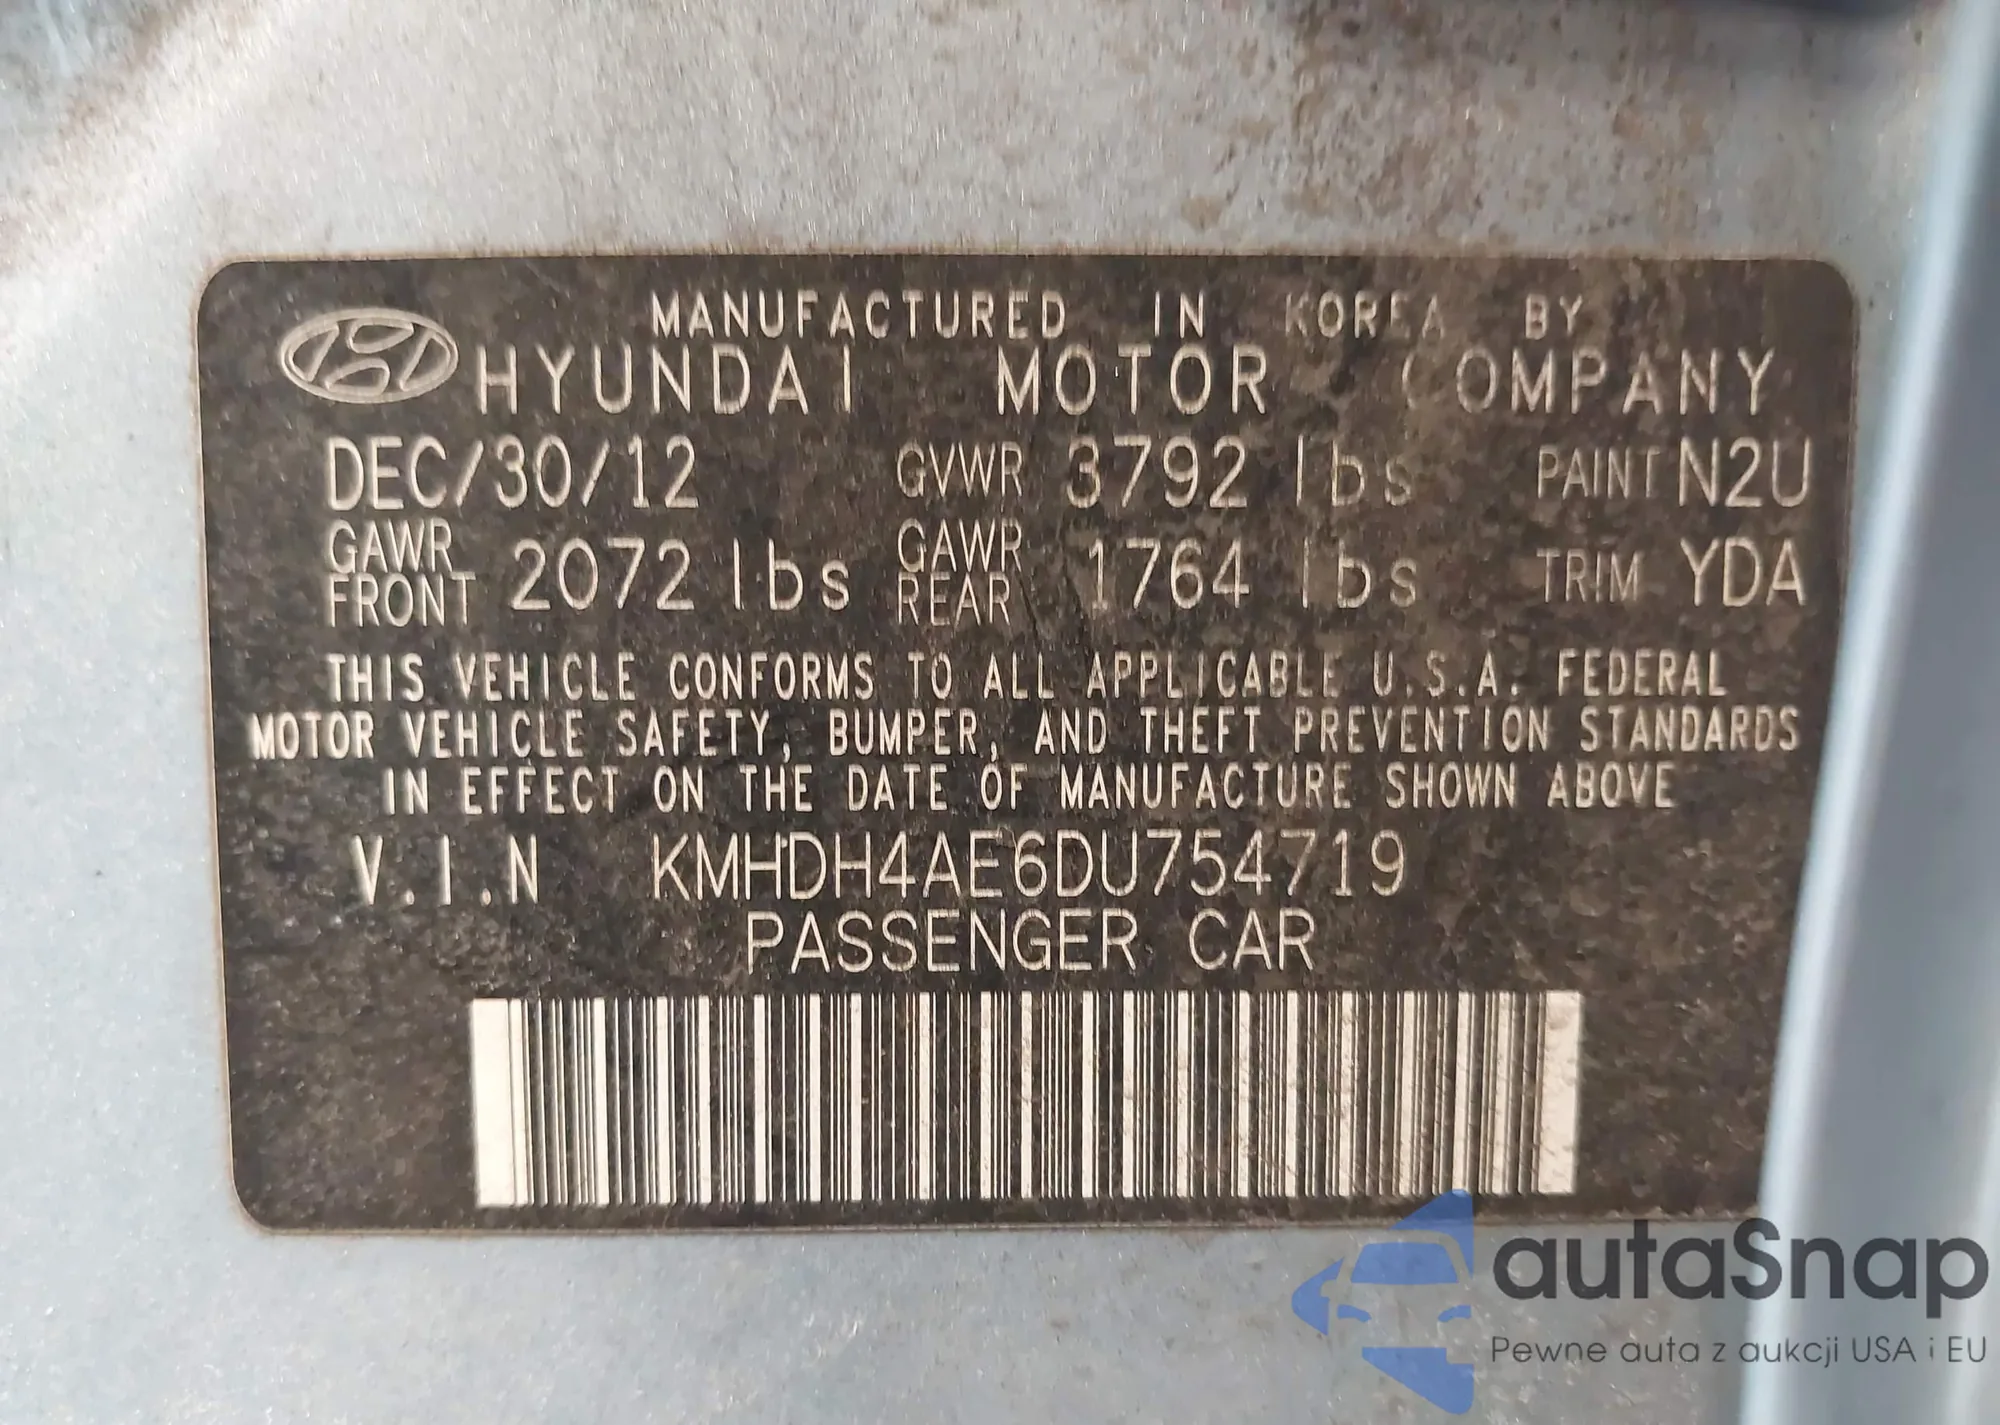 MANUFACTURED IN KOREA BY
HYUNDAI MOTOR COMPANY
DEC/30/12 GVWR 3792 lbs PAINT N2U
GAWR FRONT 2072 lbs GAWR REAR 1764 lbs TRIM YDA
THIS VEHICLE CONFORMS TO ALL APPLICABLE U.S.A. FEDERAL
MOTOR VEHICLE SAFETY, BUMPER, AND THEFT PREVENTION STANDARDS
IN EFFECT ON THE DATE OF MANUFACTURE SHOWN ABOVE
V.I.N KMHDH4AE6DU754719
PASSENGER CAR
autaSnap
Pewne auta z aukcji USA i EU